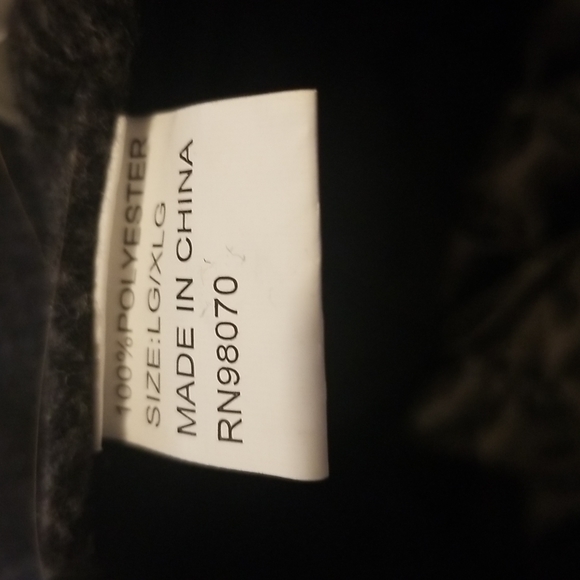 100%POLYESTER
SIZE:LG/XLG
MADE IN CHINA
RN98070